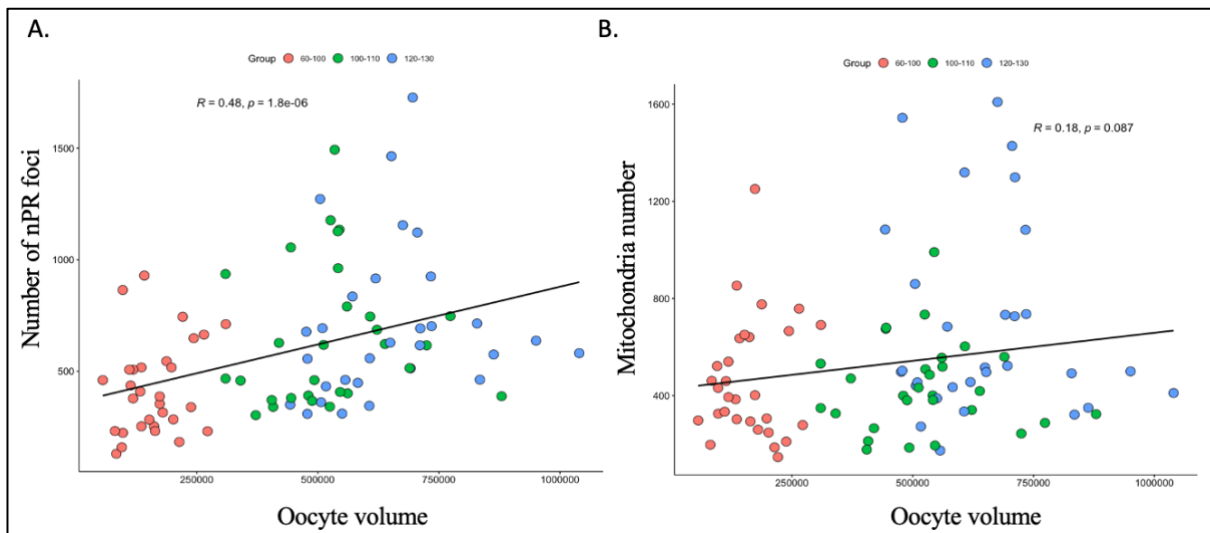 A.
Group 60-100 100-110 120-130
R = 0.48, p = 1.8e-06
Number of nPR foci
1500
1000
500
250000 500000 750000 1000000
Oocyte volume
B.
Group 60-100 100-110 120-130
R = 0.18, p = 0.087
Mitochondria number
1600
1200
800
400
250000 500000 750000 1000000
Oocyte volume